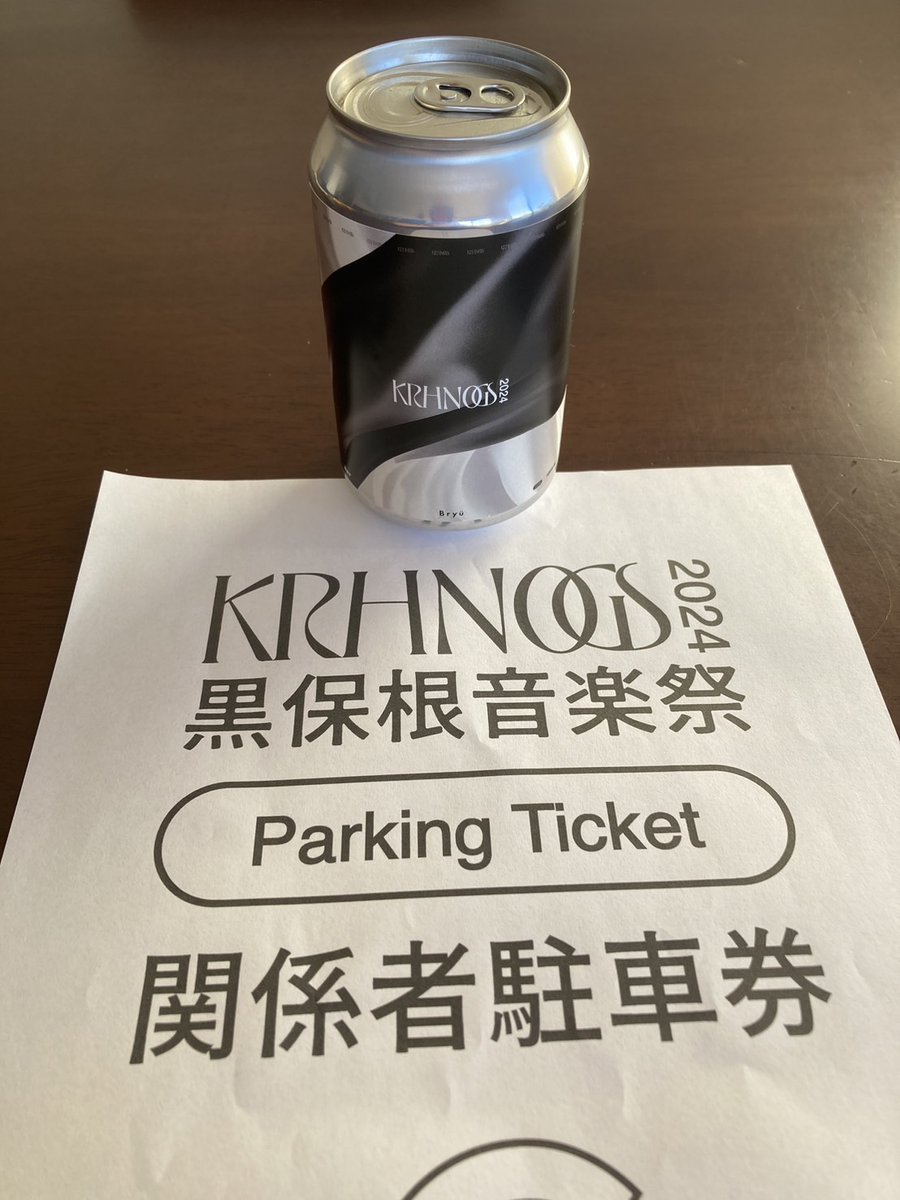 KRHNOGS 2024
Bryü
KRHNOGS 2024
黒保根音楽祭
Parking Ticket
関係者駐車券